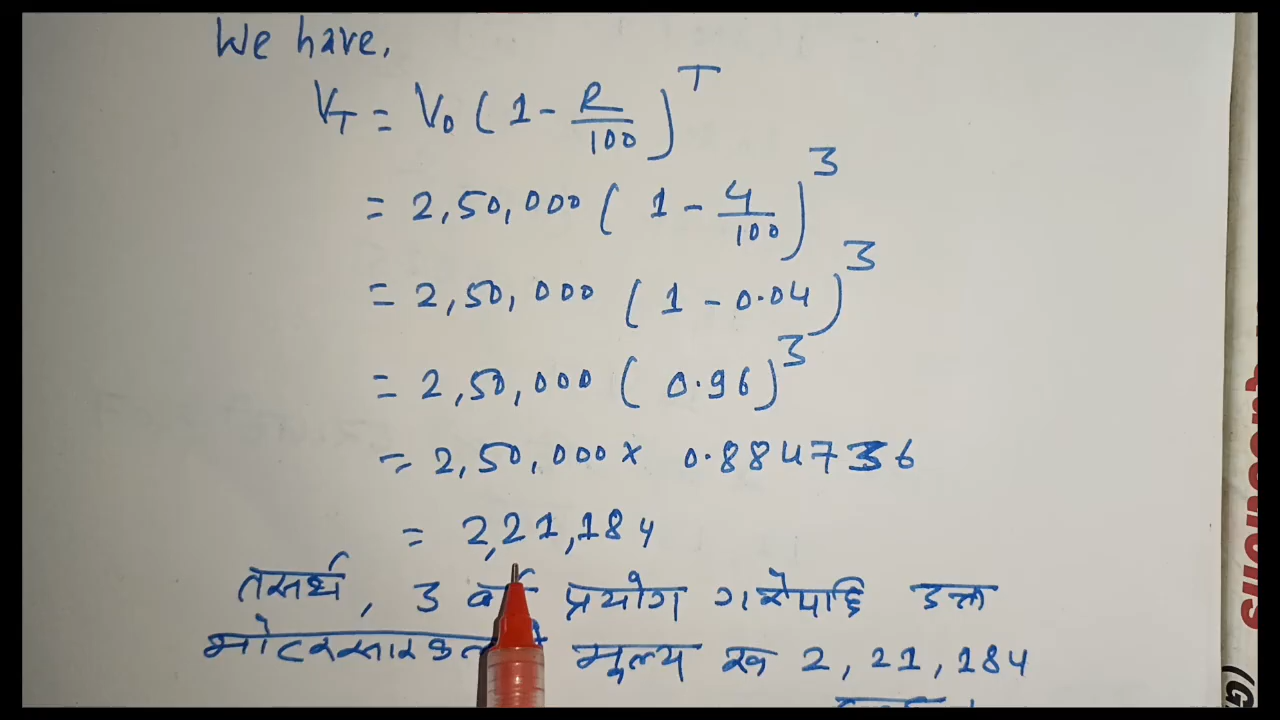 We have,
V_T = V_0 (1 - R/100)^T
= 2,50,000 (1 - 4/100)^3
= 2,50,000 (1 - 0.04)^3
= 2,50,000 (0.96)^3
= 2,50,000 × 0.884736
= 2,21,184
तसर्थ, 3 वर्ष प्रयोग गरेपछि उक्त
मोटरसाइकलको मूल्य रू 2,21,184